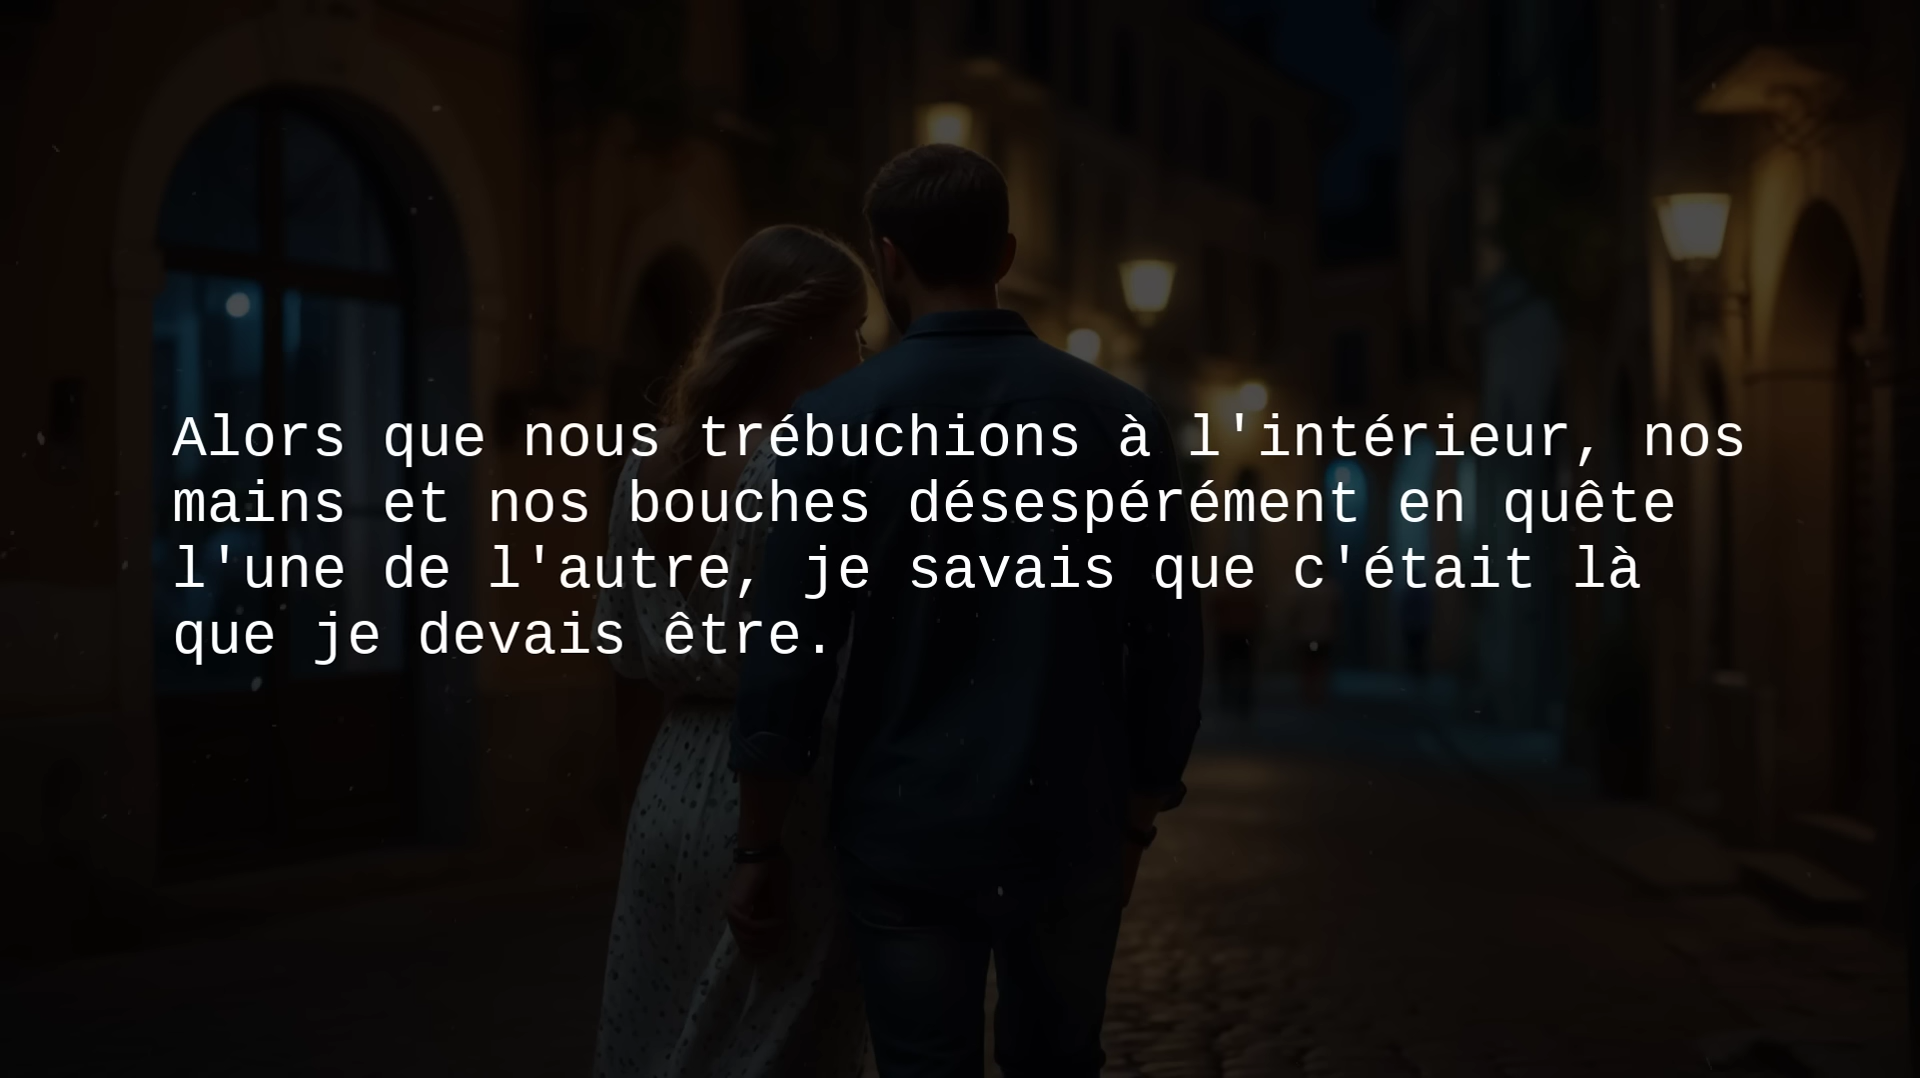 Alors que nous trébuchions à l'intérieur, nos
mains et nos bouches désespérément en quête
l'une de l'autre, je savais que c'était là
que je devais être.